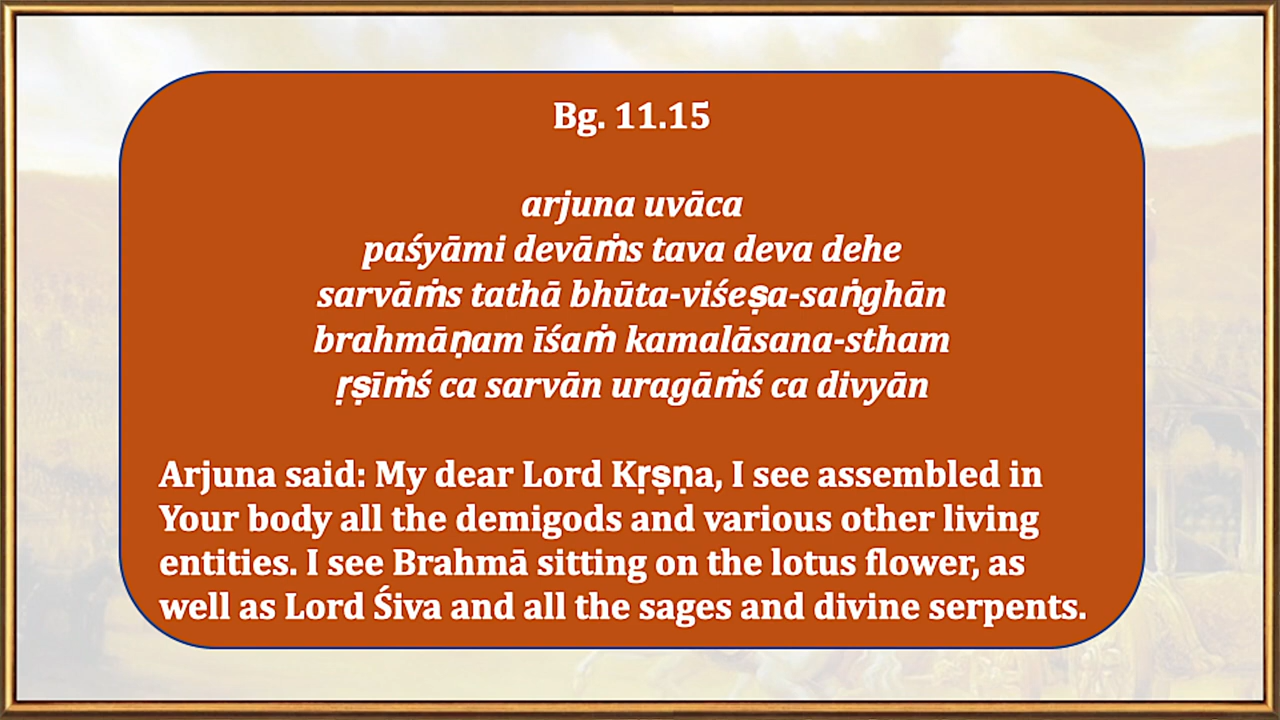 Bg. 11.15
arjuna uvāca
paśyāmi devāṁs tava deva dehe
sarvāṁs tathā bhūta-viśeṣa-saṅghān
brahmāṇam īśaṁ kamalāsana-stham
ṛṣīṁś ca sarvān uragāṁś ca divyān
Arjuna said: My dear Lord Kṛṣṇa, I see assembled in
Your body all the demigods and various other living
entities. I see Brahmā sitting on the lotus flower, as
well as Lord Śiva and all the sages and divine serpents.